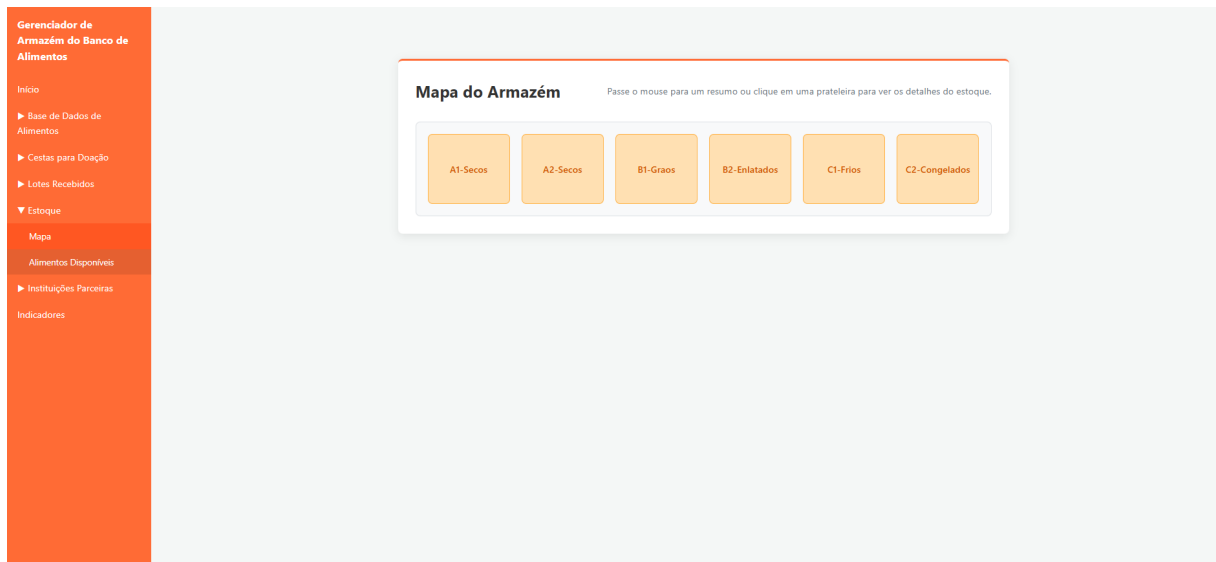 Gerenciador de
Armazém do Banco de
Alimentos
Início
▶ Base de Dados de
Alimentos
▶ Cestas para Doação
▶ Lotes Recebidos
▼ Estoque
Mapa
Alimentos Disponíveis
▶ Instituições Parceiras
Indicadores
Mapa do Armazém
Passe o mouse para um resumo ou clique em uma prateleira para ver os detalhes do estoque.
A1-Secos
A2-Secos
B1-Graos
B2-Enlatados
C1-Frios
C2-Congelados